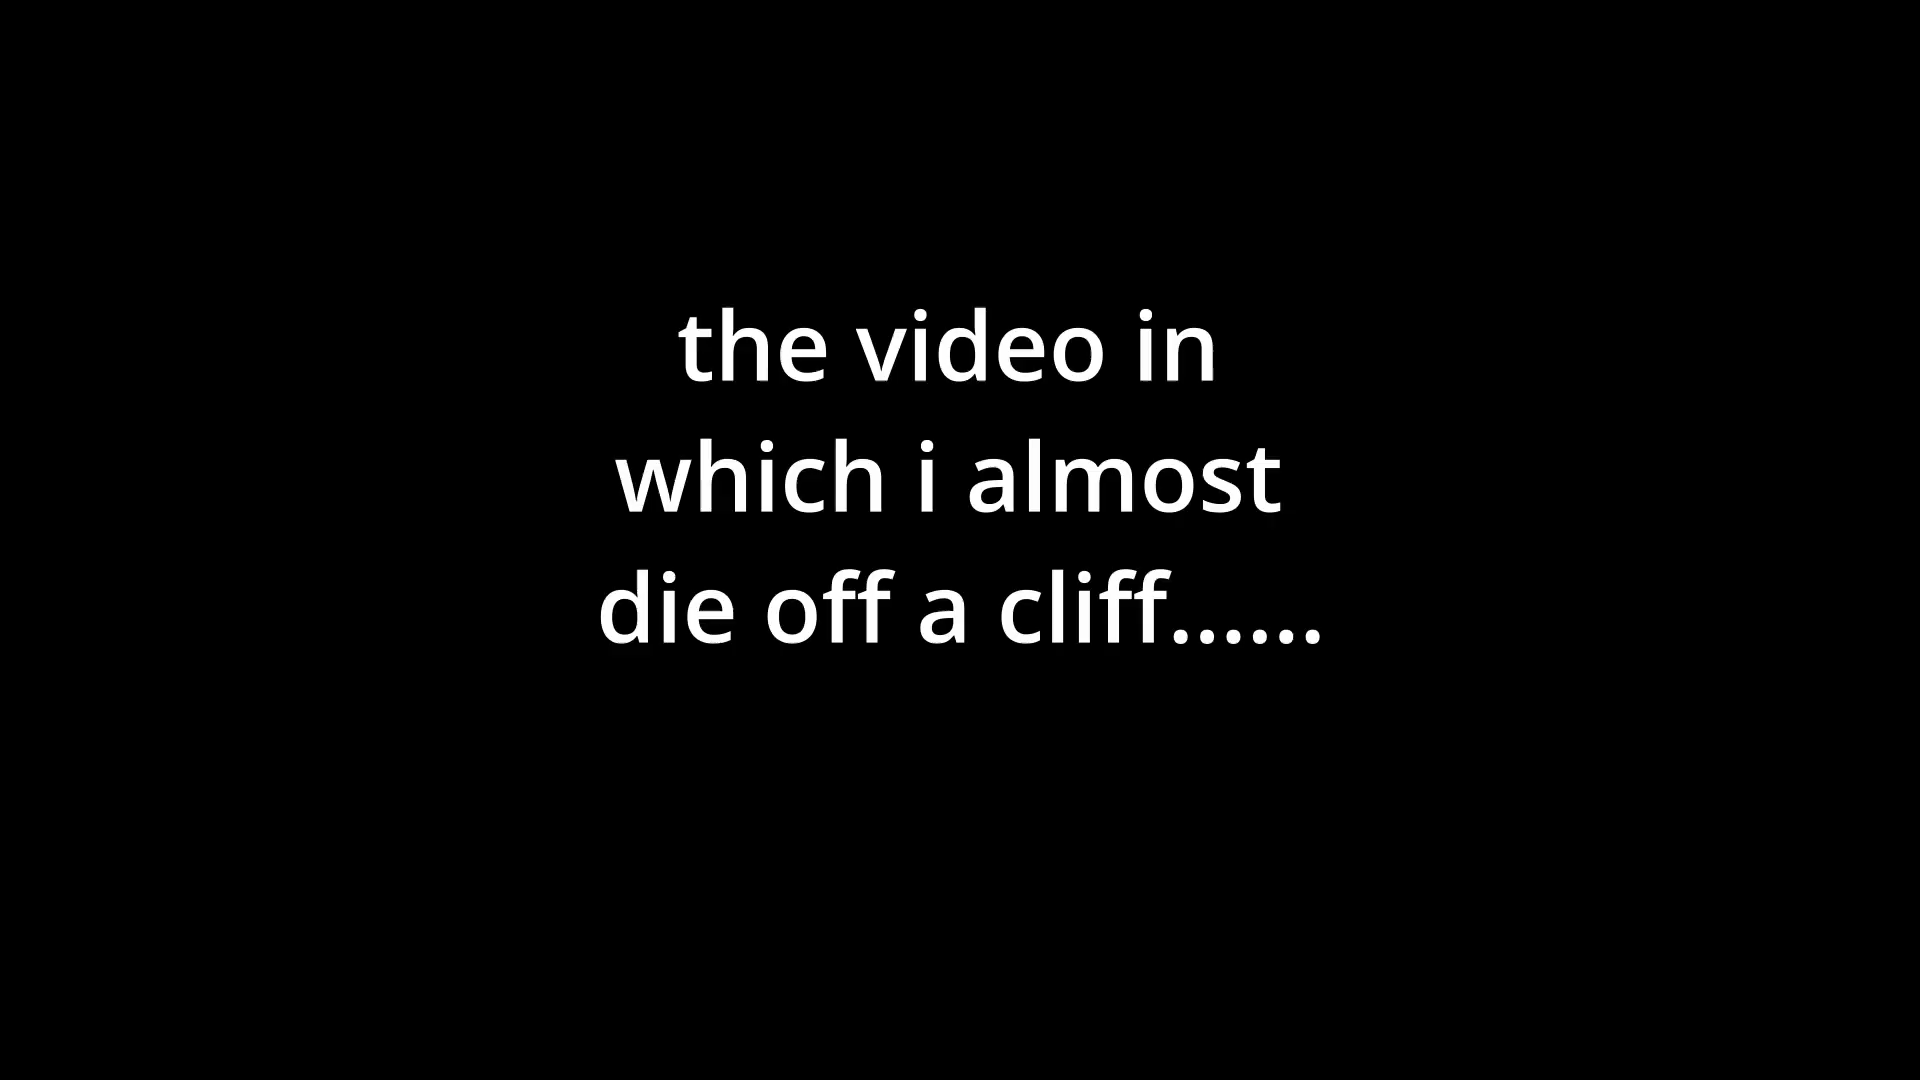 the video in
which i almost
die off a cliff......